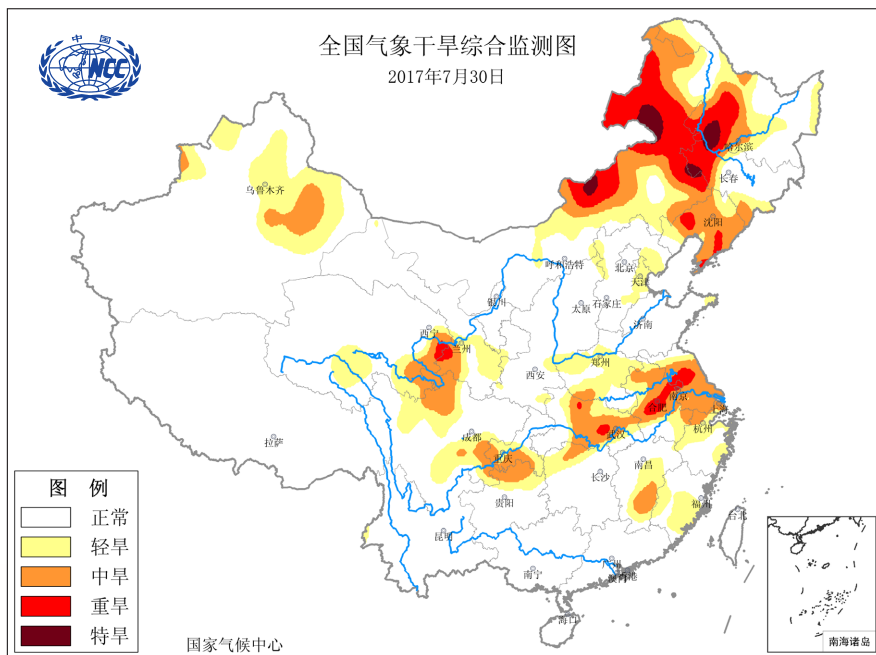 全国气象干旱综合监测图
2017年7月30日
中国
NCC
哈尔滨
长春
乌鲁木齐
沈阳
呼和浩特
北京
天津
银川
太原
石家庄
济南
西宁
兰州
郑州
西安
南京
合肥
上海
武汉
杭州
拉萨
成都
重庆
南昌
长沙
贵阳
福州
台北
昆明
广州
南宁
澳门
香港
海口
图 例
正常
轻旱
中旱
重旱
特旱
国家气候中心
南海诸岛